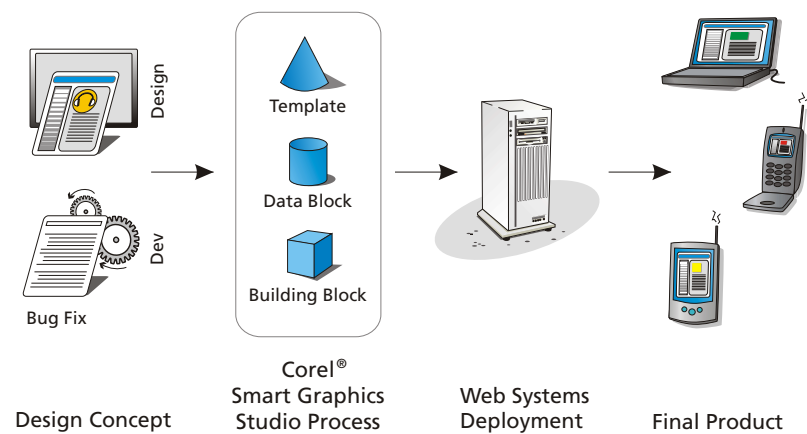 Design
Dev
Bug Fix
Template
Data Block
Building Block
Design Concept
Corel®
Smart Graphics
Studio Process
Web Systems
Deployment
Final Product